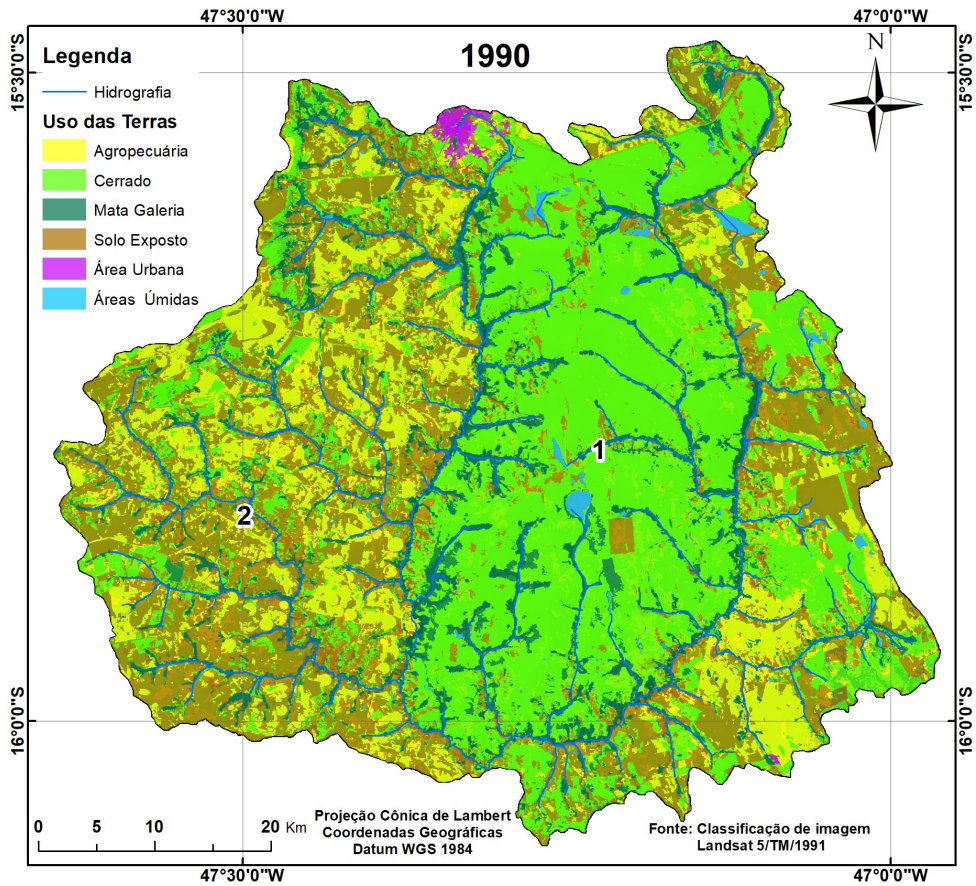 47°30'0"W
47°0'0"W
Legenda
Hidrografia
Uso das Terras
Agropecuária
Cerrado
Mata Galeria
Solo Exposto
Área Urbana
Áreas Úmidas
1990
N
15°30'0"S
15°30'0"S
1
2
16°0'0"S
16°0'0"S
0 5 10 20 Km
Projeção Cônica de Lambert
Coordenadas Geográficas
Datum WGS 1984
Fonte: Classificação de imagem
Landsat 5/TM/1991
47°30'0"W
47°0'0"W